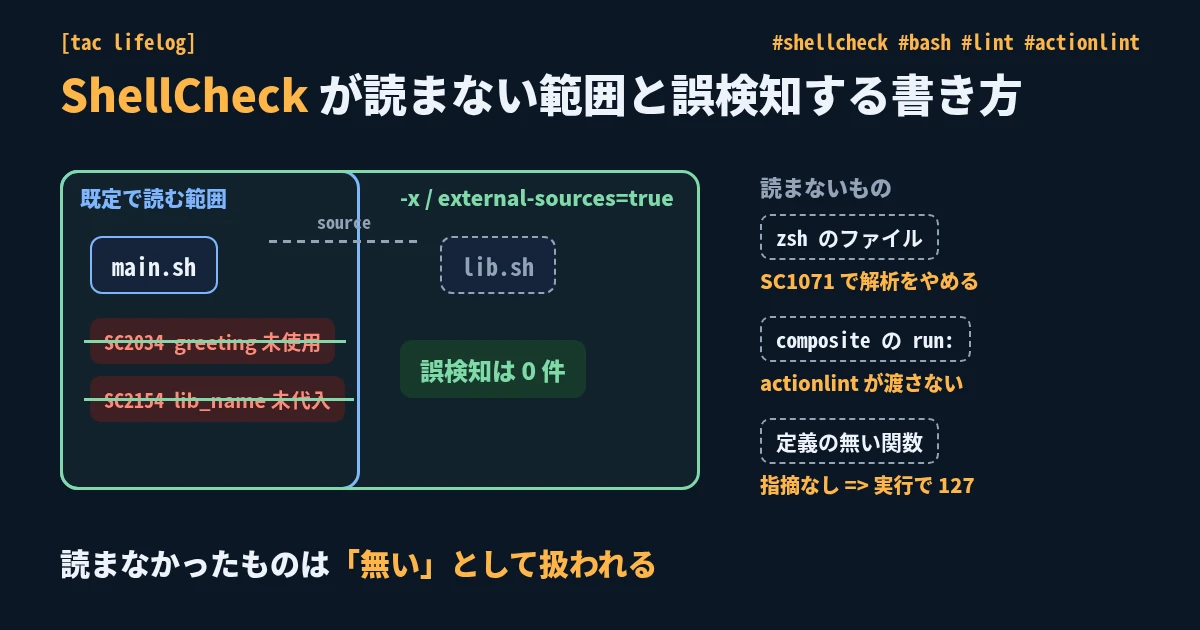 [tac lifelog]
#shellcheck #bash #lint #actionlint
ShellCheck が読まない範囲と誤検知する書き方
既定で読む範囲
-x / external-sources=true
source
main.sh
lib.sh
SC2034 greeting 未使用
SC2154 lib_name 未代入
誤検知は 0 件
読まないもの
zsh のファイル
SC1071 で解析をやめる
composite の run:
actionlint が渡さない
定義の無い関数
指摘なし => 実行で 127
読まなかったものは「無い」として扱われる